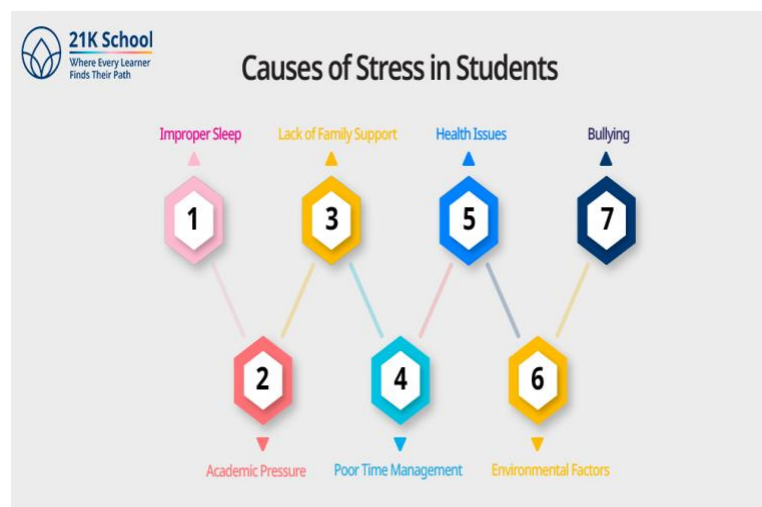 21K School
Where Every Learner
Finds Their Path
Causes of Stress in Students
Improper Sleep
Lack of Family Support
Health Issues
Bullying
1
3
5
7
2
4
6
Academic Pressure
Poor Time Management
Environmental Factors